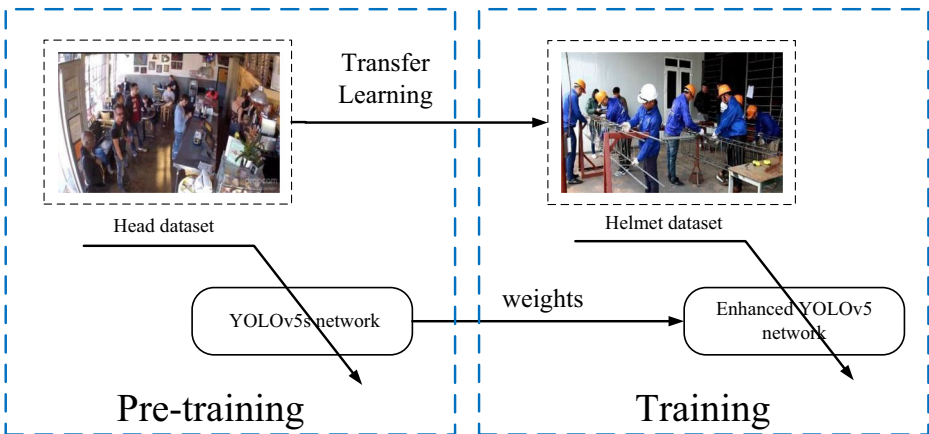 Transfer
Learning
Head dataset
Helmet dataset
YOLOv5s network
weights
Enhanced YOLOv5
network
Pre-training
Training